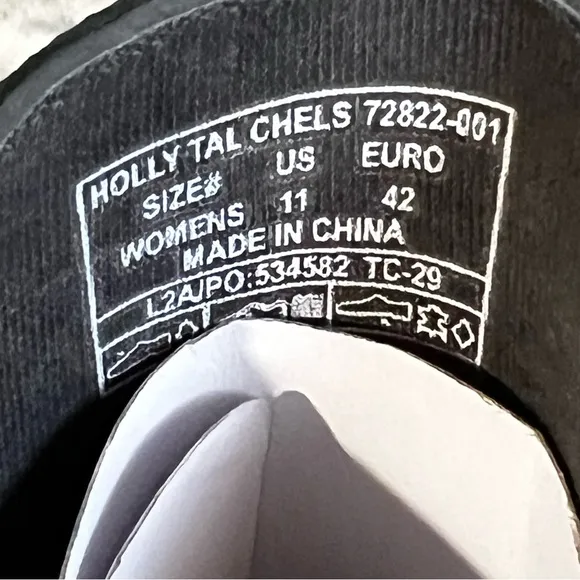 HOLLY TAL CHELS 72822-001
SIZE# US EURO
WOMENS 11 42
MADE IN CHINA
L2A/PO:534582 TC-29